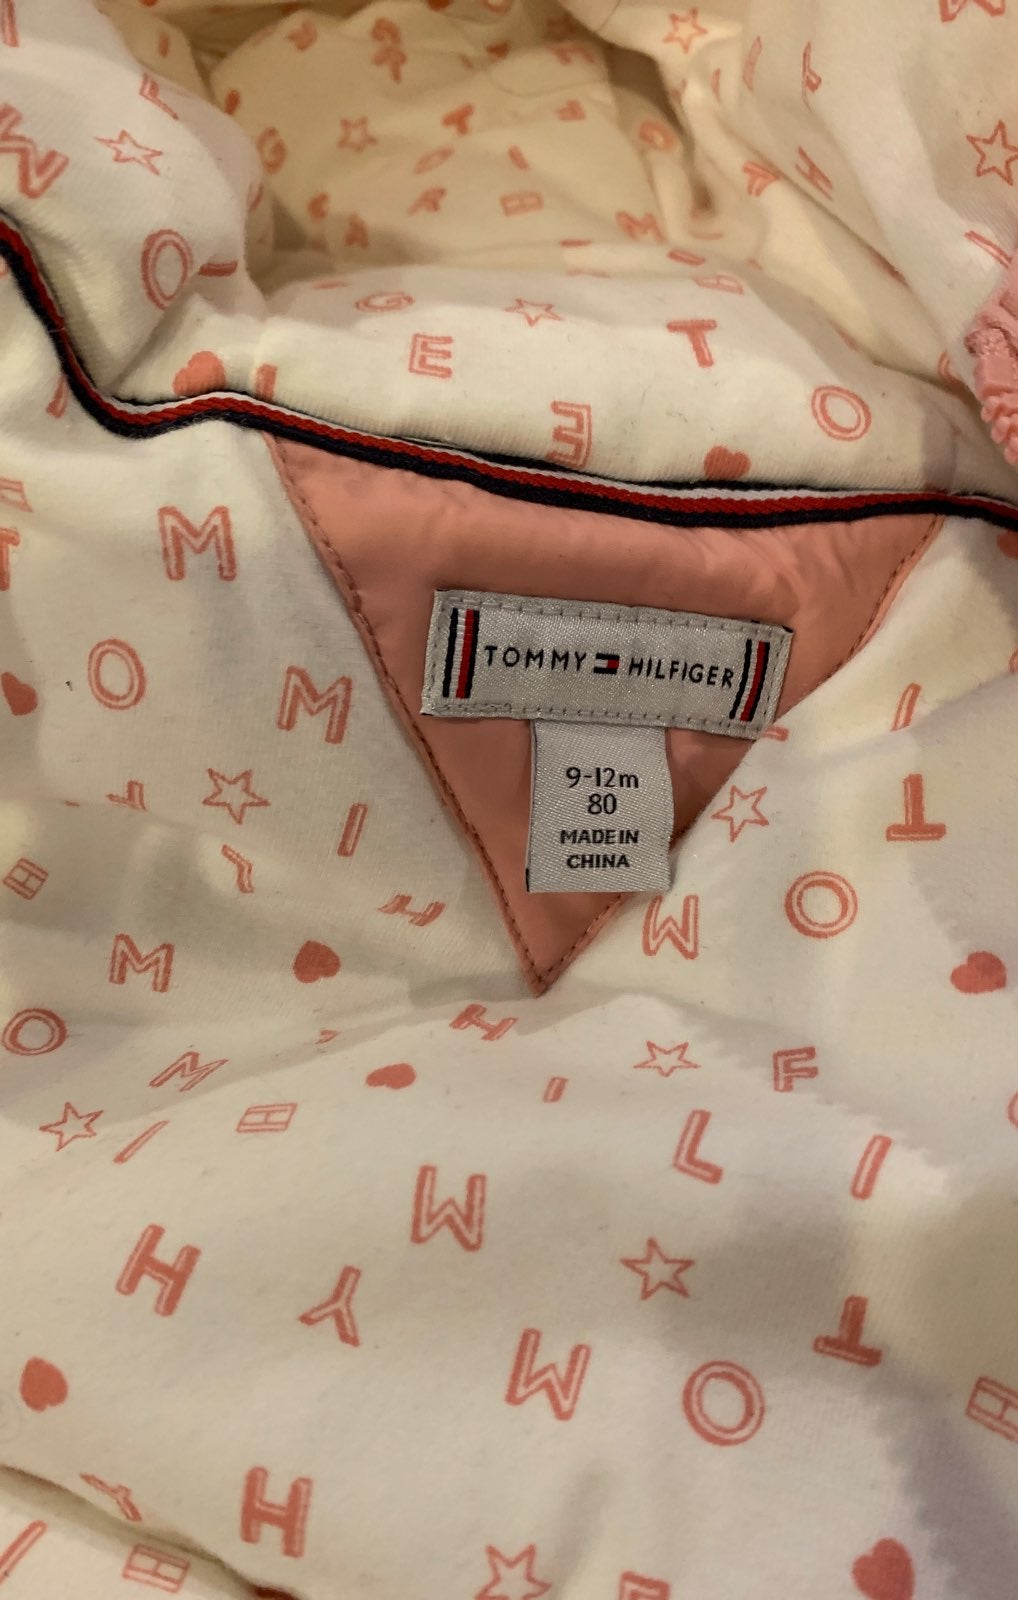 TOMMY HILFIGER
9-12m
80
MADE IN
CHINA